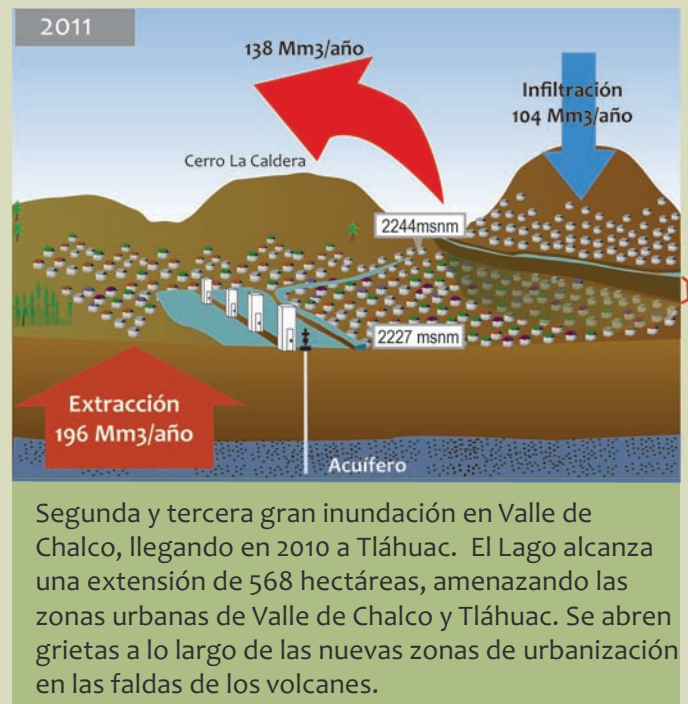 2011
138 Mm3/año
Infiltración
104 Mm3/año
Cerro La Caldera
2244msnm
2227 msnm
Extracción
196 Mm3/año
Acuífero
Segunda y tercera gran inundación en Valle de
Chalco, llegando en 2010 a Tláhuac. El Lago alcanza
una extensión de 568 hectáreas, amenazando las
zonas urbanas de Valle de Chalco y Tláhuac. Se abren
grietas a lo largo de las nuevas zonas de urbanización
en las faldas de los volcanes.